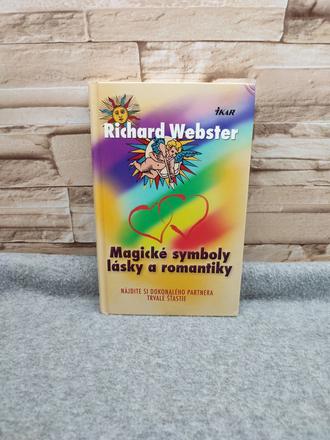 IKAR
Richard Webster
Magické symboly
lásky a romantiky
NÁJDITE SI DOKONALÉHO PARTNERA
TRVALÉ ŠŤASTIE